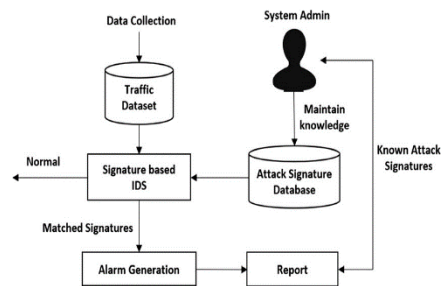 Data Collection
System Admin
Traffic
Dataset
Maintain
knowledge
Normal
Signature based
IDS
Attack Signature
Database
Known Attack
Signatures
Matched Signatures
Alarm Generation
Report